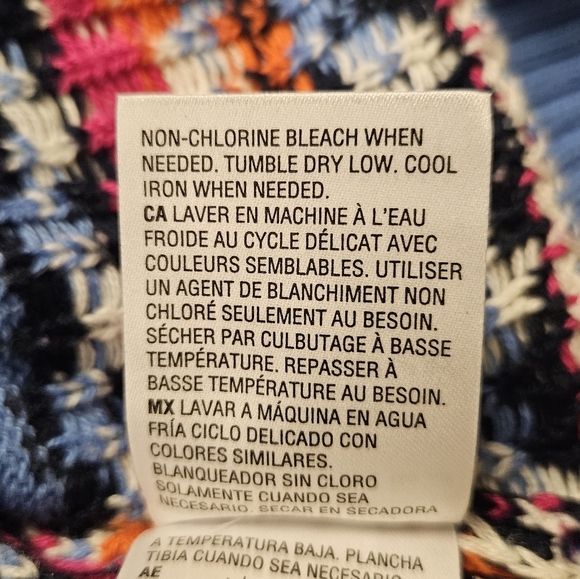 NON-CHLORINE BLEACH WHEN
NEEDED. TUMBLE DRY LOW. COOL
IRON WHEN NEEDED.
CA LAVER EN MACHINE À L'EAU
FROIDE AU CYCLE DÉLICAT AVEC
COULEURS SEMBLABLES. UTILISER
UN AGENT DE BLANCHIMENT NON
CHLORÉ SEULEMENT AU BESOIN.
SÉCHER PAR CULBUTAGE À BASSE
TEMPÉRATURE. REPASSER À
BASSE TEMPÉRATURE AU BESOIN.
MX LAVAR A MÁQUINA EN AGUA
FRÍA CICLO DELICADO CON
COLORES SIMILARES.
BLANQUEADOR SIN CLORO
SOLAMENTE CUANDO SEA
NECESARIO. SECAR EN SECADORA
A TEMPERATURA BAJA. PLANCHA
TIBIA CUANDO SEA NECESARIO
AE